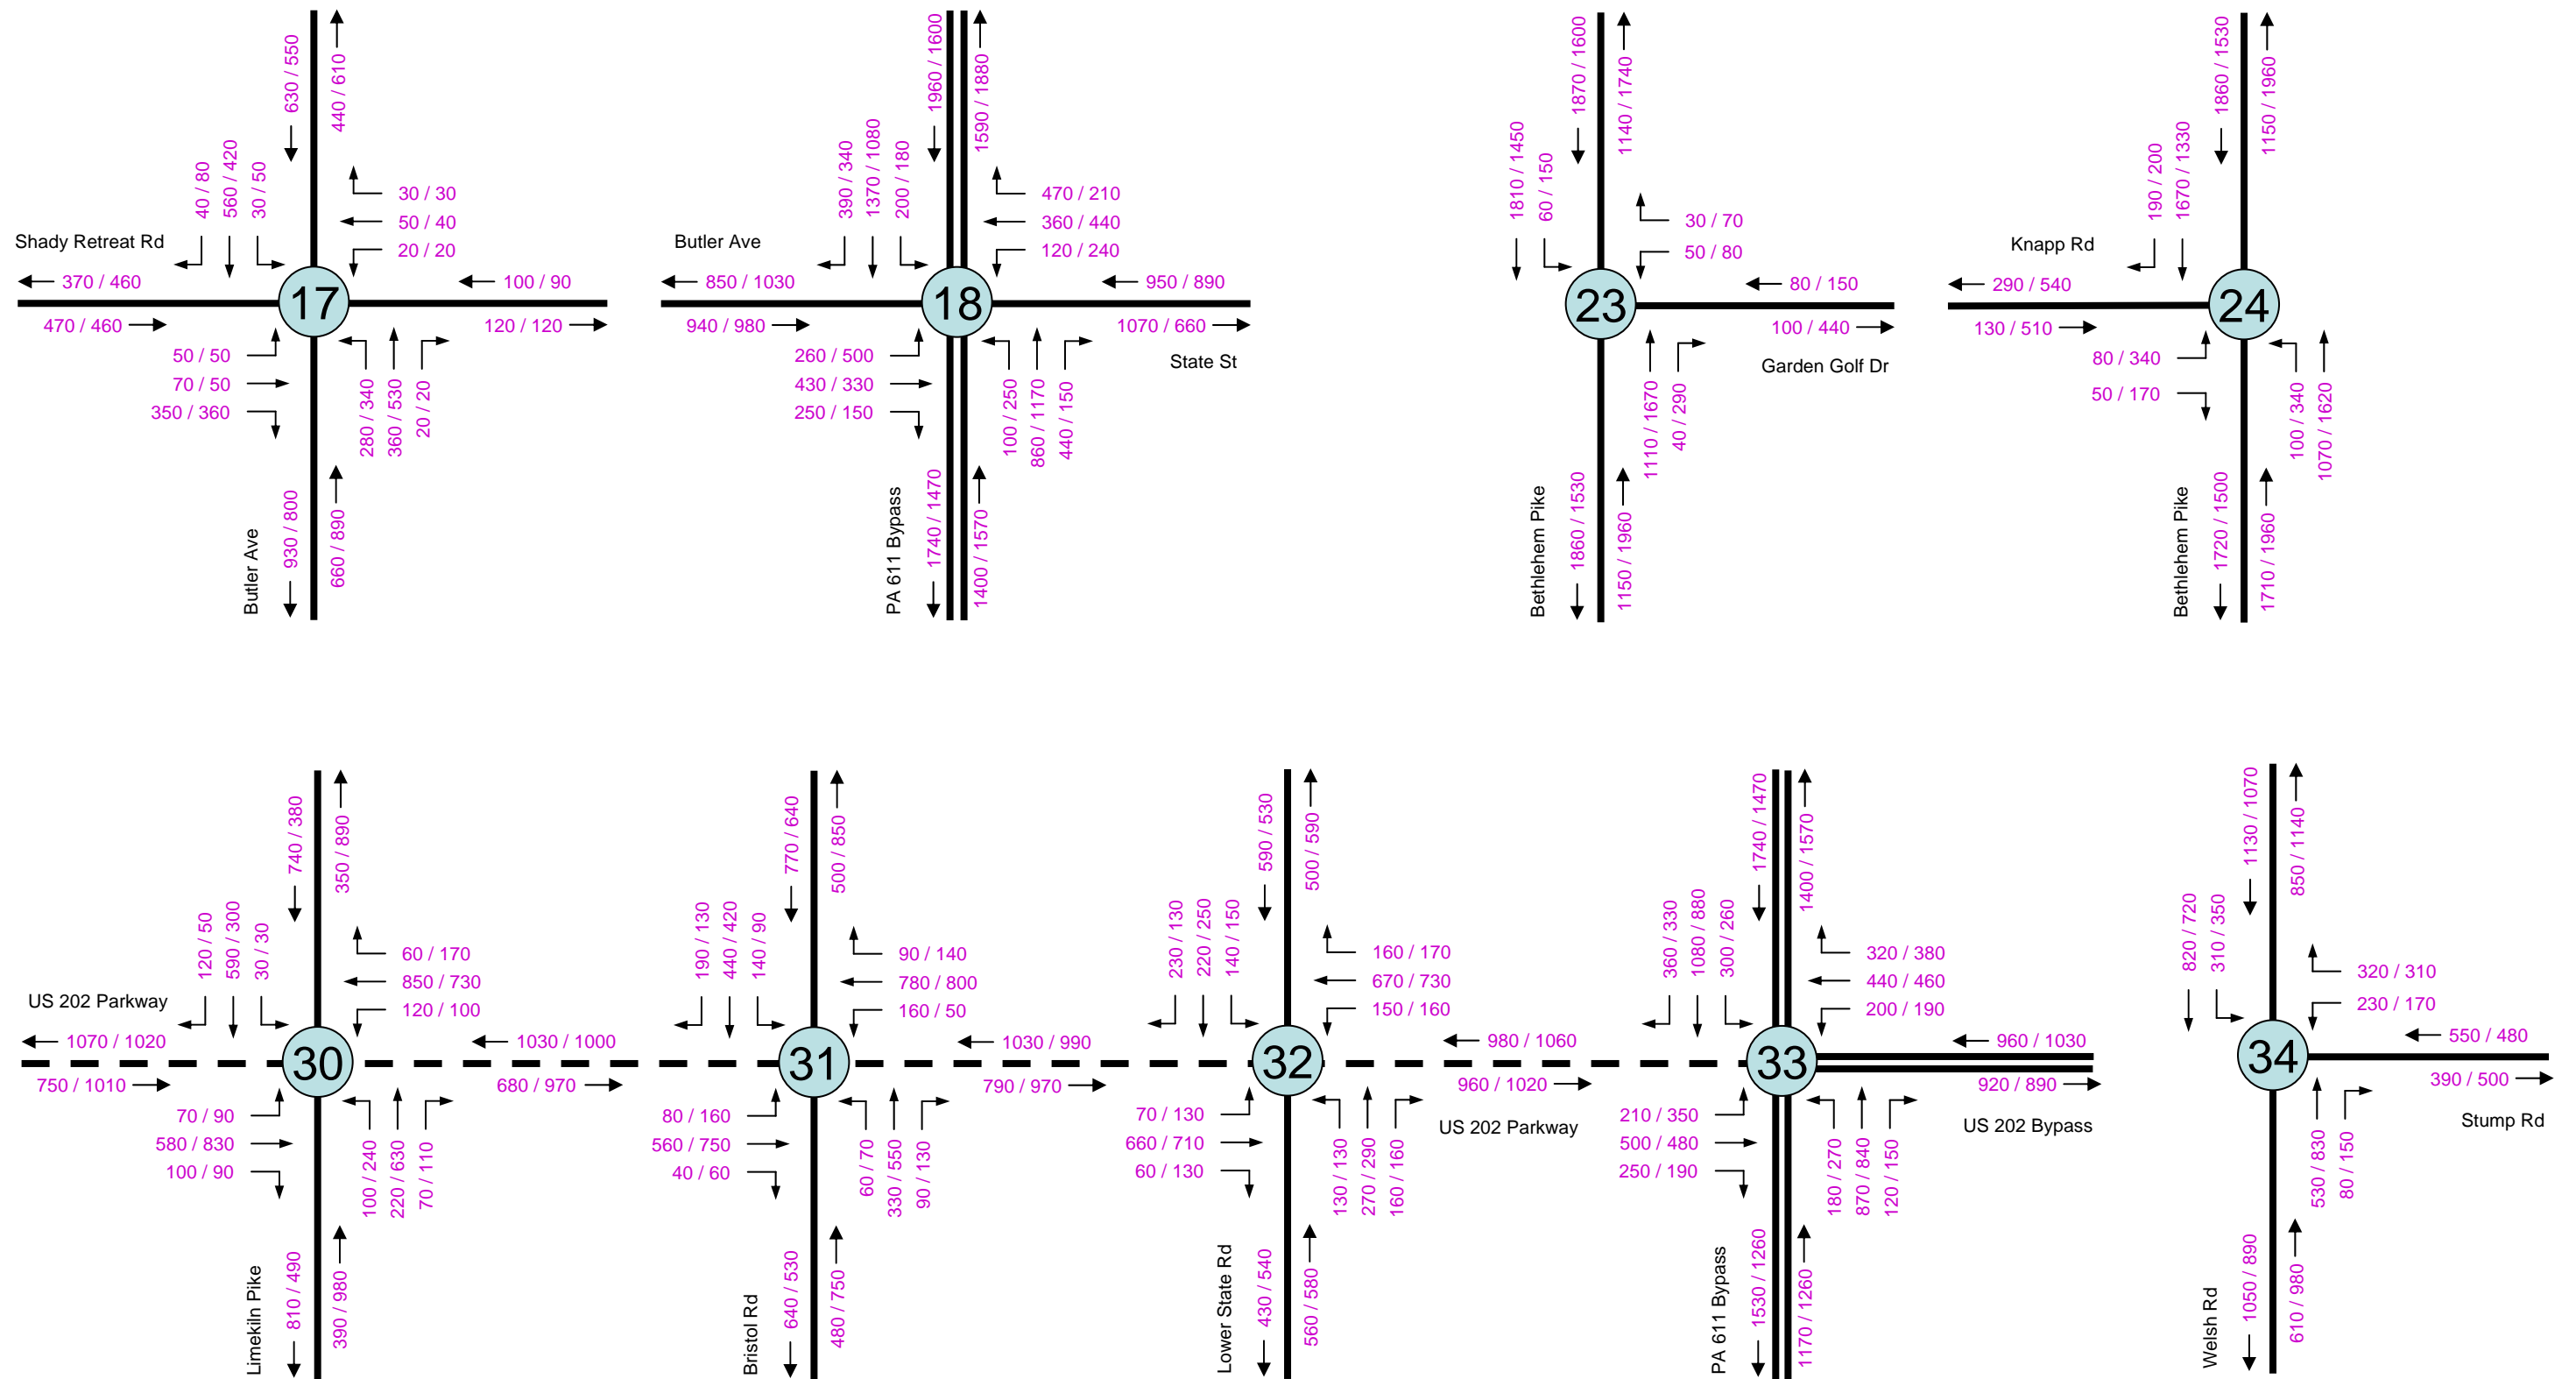 630 / 550
440 / 610
40 / 80
560 / 420
30 / 50
30 / 30
50 / 40
20 / 20
Shady Retreat Rd
370 / 460
100 / 90
17
470 / 460
120 / 120
50 / 50
70 / 50
350 / 360
280 / 340
360 / 530
20 / 20
Butler Ave
930 / 800
660 / 890
1960 / 1600
1590 / 1880
390 / 340
1370 / 1080
200 / 180
470 / 210
360 / 440
120 / 240
Butler Ave
850 / 1030
950 / 890
18
940 / 980
1070 / 660
State St
260 / 500
430 / 330
250 / 150
100 / 250
860 / 1170
440 / 150
PA 611 Bypass
1740 / 1470
1400 / 1570
1870 / 1600
1140 / 1740
1810 / 1450
60 / 150
30 / 70
50 / 80
80 / 150
23
100 / 440
Garden Golf Dr
1110 / 1670
40 / 290
Bethlehem Pike
1860 / 1530
1150 / 1960
1860 / 1530
1150 / 1960
190 / 200
1670 / 1330
Knapp Rd
290 / 540
24
130 / 510
80 / 340
50 / 170
100 / 340
1070 / 1620
Bethlehem Pike
1720 / 1500
1710 / 1960
740 / 380
350 / 890
120 / 50
590 / 300
30 / 30
60 / 170
850 / 730
120 / 100
US 202 Parkway
1070 / 1020
1030 / 1000
30
750 / 1010
680 / 970
70 / 90
580 / 830
100 / 90
100 / 240
220 / 630
70 / 110
Limekiln Pike
810 / 490
390 / 980
770 / 640
500 / 850
190 / 130
440 / 420
140 / 90
90 / 140
780 / 800
160 / 50
1030 / 990
31
790 / 970
80 / 160
560 / 750
40 / 60
60 / 70
330 / 550
90 / 130
Bristol Rd
640 / 530
480 / 750
590 / 530
500 / 590
230 / 130
220 / 250
140 / 150
160 / 170
670 / 730
150 / 160
980 / 1060
32
960 / 1020
US 202 Parkway
70 / 130
660 / 710
60 / 130
130 / 130
270 / 290
160 / 160
Lower State Rd
430 / 540
560 / 580
1740 / 1470
1400 / 1570
360 / 330
1080 / 880
300 / 260
320 / 380
440 / 460
200 / 190
960 / 1030
33
920 / 890
US 202 Bypass
210 / 350
500 / 480
250 / 190
180 / 270
870 / 840
120 / 150
PA 611 Bypass
1530 / 1260
1170 / 1260
1130 / 1070
850 / 1140
820 / 720
310 / 350
320 / 310
230 / 170
550 / 480
34
390 / 500
Stump Rd
530 / 830
80 / 150
Welsh Rd
1050 / 890
610 / 980